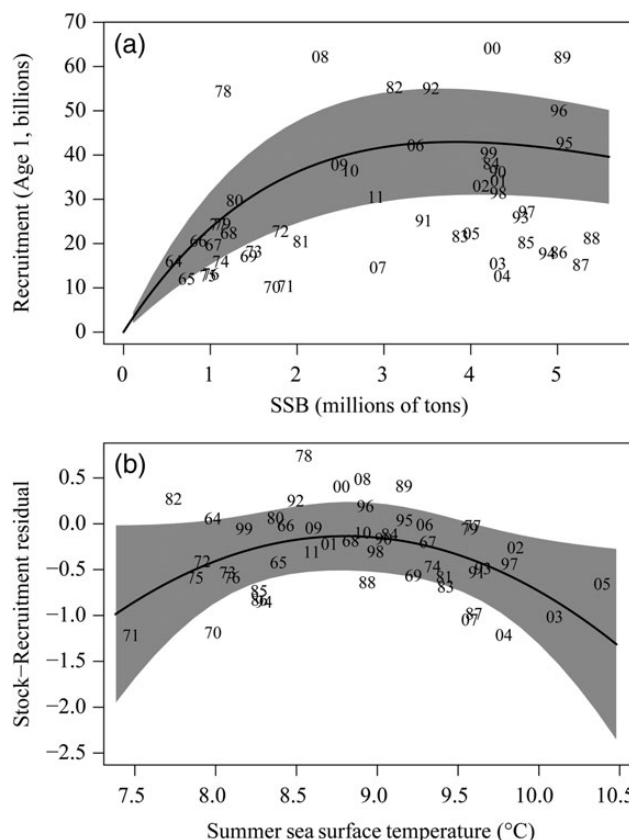 (a)
Recruitment (Age 1, billions)
70
60
50
40
30
20
10
0
08 00 89
78 82 92
96
06 95
99
09 10 84
90
01
02
98
80 11
79 91 97
93
68 72 83 05
66 67 81 85 88
73 69 94 86
64 74 07 03 87
65 75 76 04
70 71
0 1 2 3 4 5
SSB (millions of tons)
(b)
Stock−Recruitment residual
0.5
0.0
−0.5
−1.0
−1.5
−2.0
−2.5
78
08
00 89
82 92 96
64 80 95
99 66 09 06 79
10 84
01 68 90 67
11 98 02
72 65 74 93 97
73 69 91
75 76 81
88 83 05
85
86 94
87 03
71 70 04
7.5 8.0 8.5 9.0 9.5 10.0 10.5
Summer sea surface temperature (°C)